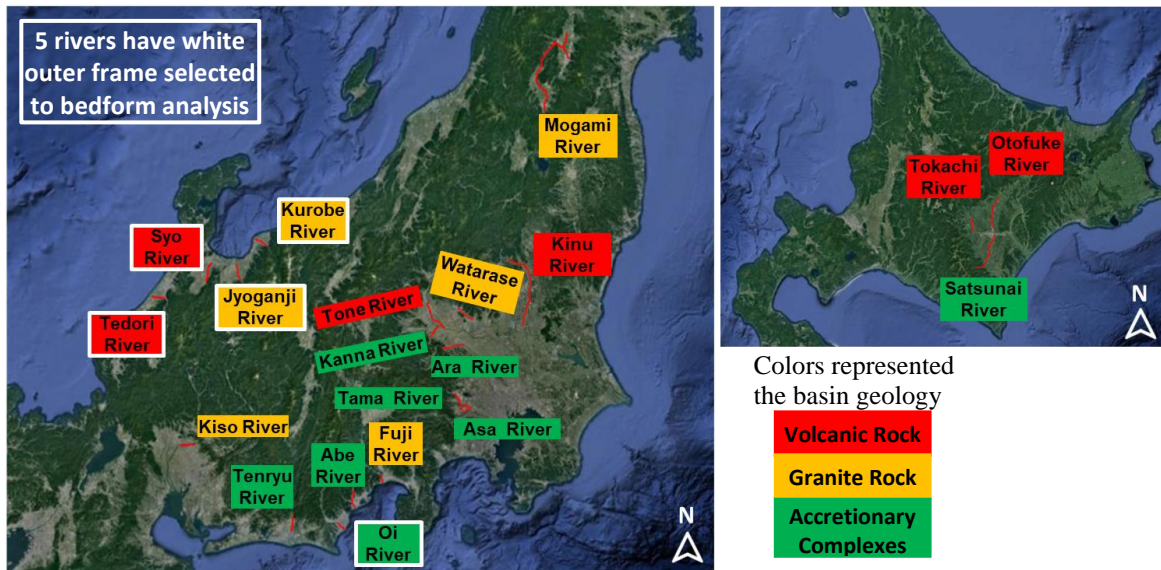 5 rivers have white
outer frame selected
to bedform analysis
Mogami
River
Kurobe
River
Syo
River
Jyoganji
River
Tedori
River
Watarase
River
Kinu
River
Tone River
Kanna River
Ara River
Tama River
Asa River
Kiso River
Fuji
River
Abe
River
Tenryu
River
Oi
River
N
Otofuke
River
Tokachi
River
Satsunai
River
N
Colors represented
the basin geology
Volcanic Rock
Granite Rock
Accretionary
Complexes